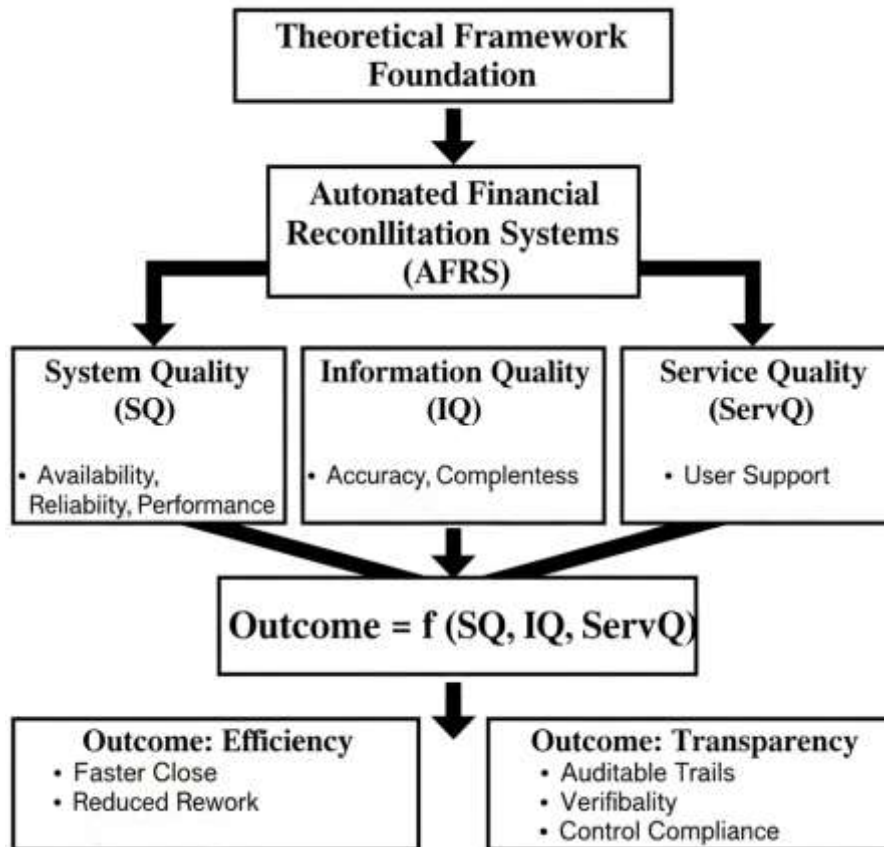 Theoretical Framework
Foundation
Autonated Financial
Reconllitation Systems
(AFRS)
System Quality
(SQ)
• Availability,
Reliabiity, Performance
Information Quality
(IQ)
• Accuracy, Complentess
Service Quality
(ServQ)
• User Support
Outcome = f (SQ, IQ, ServQ)
Outcome: Efficiency
• Faster Close
• Reduced Rework
Outcome: Transparency
• Auditable Trails
• Verifibality
• Control Compliance